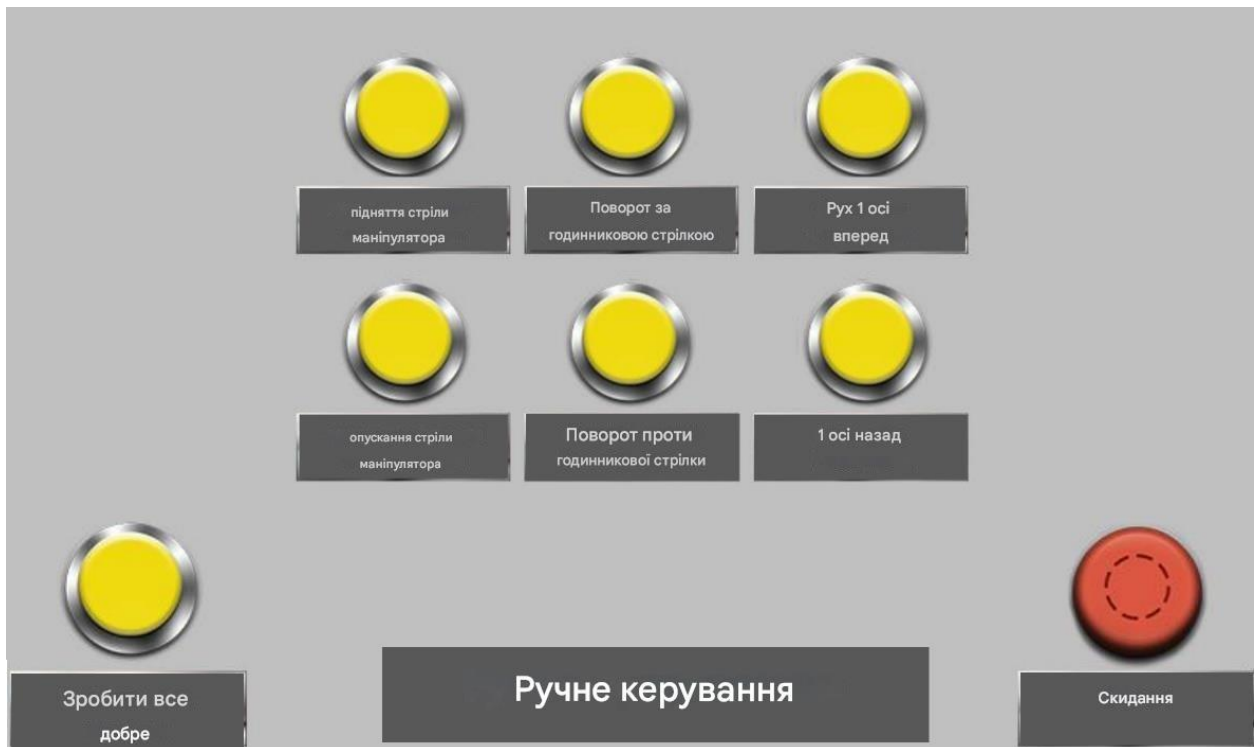 підняття стріли
маніпулятора
Поворот за
годинниковою стрілкою
Рух 1 осі
вперед
опускання стріли
маніпулятора
Поворот проти
годинникової стрілки
1 осі назад
Зробити все
добре
Ручне керування
Скидання